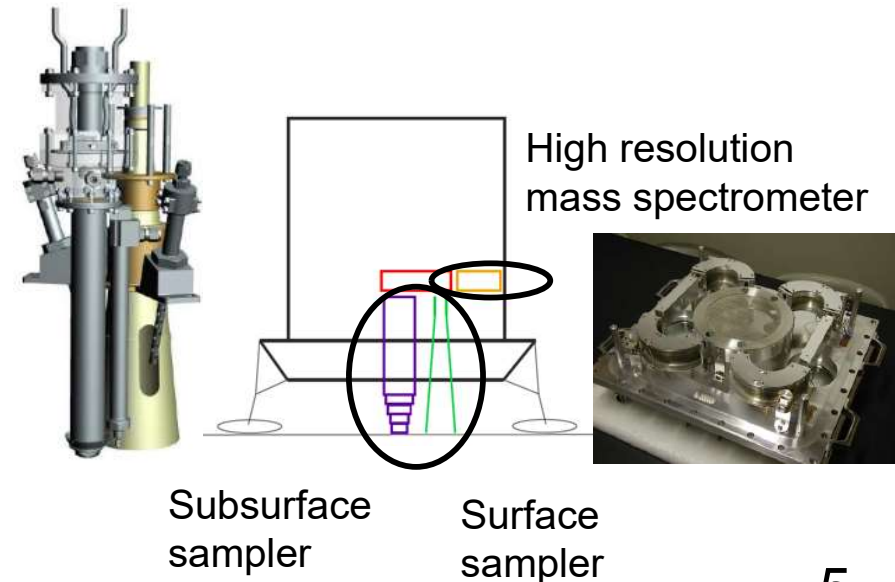 High resolution
mass spectrometer
Subsurface
sampler
Surface
sampler
5